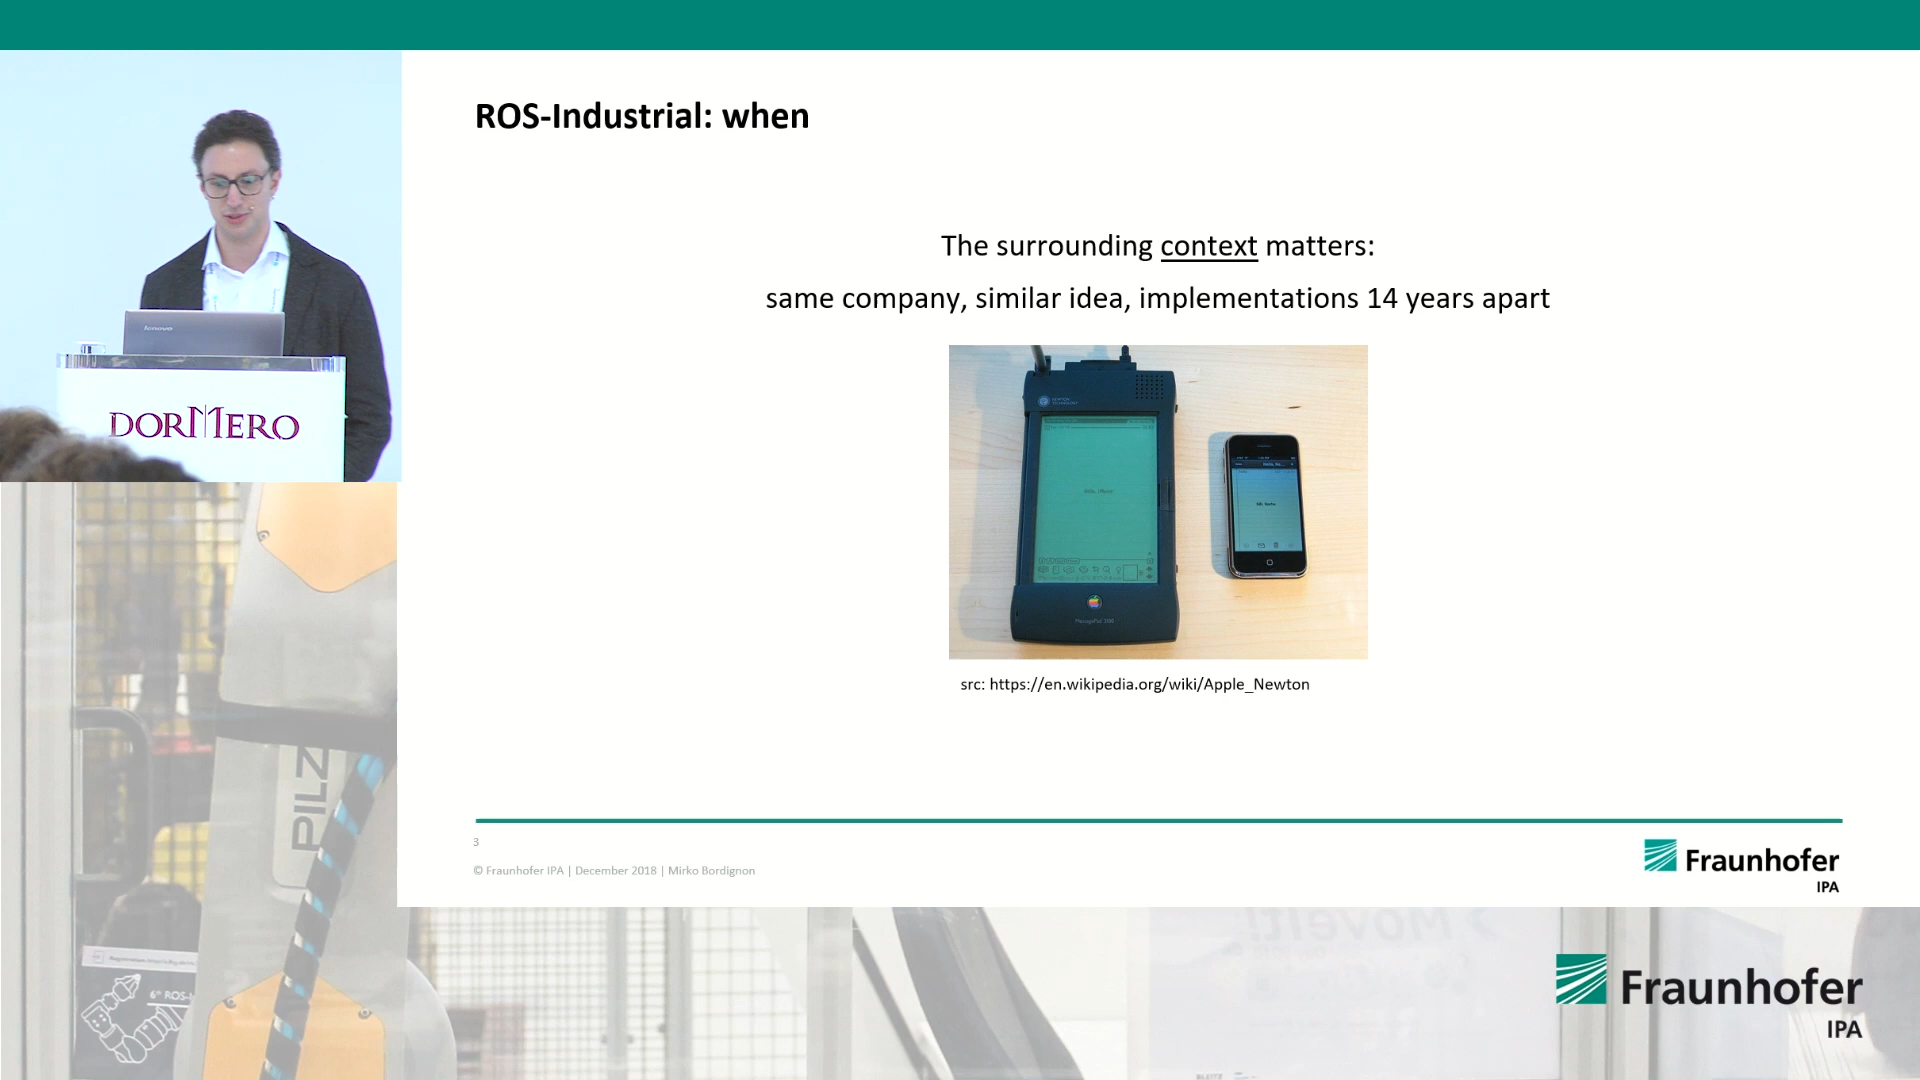 ROS-Industrial: when
The surrounding context matters:
same company, similar idea, implementations 14 years apart
src: https://en.wikipedia.org/wiki/Apple_Newton
3
© Fraunhofer IPA | December 2018 | Mirko Bordignon
Fraunhofer
IPA
lenovo
DORMERO
PILZ
MoveIt!
Fraunhofer
IPA